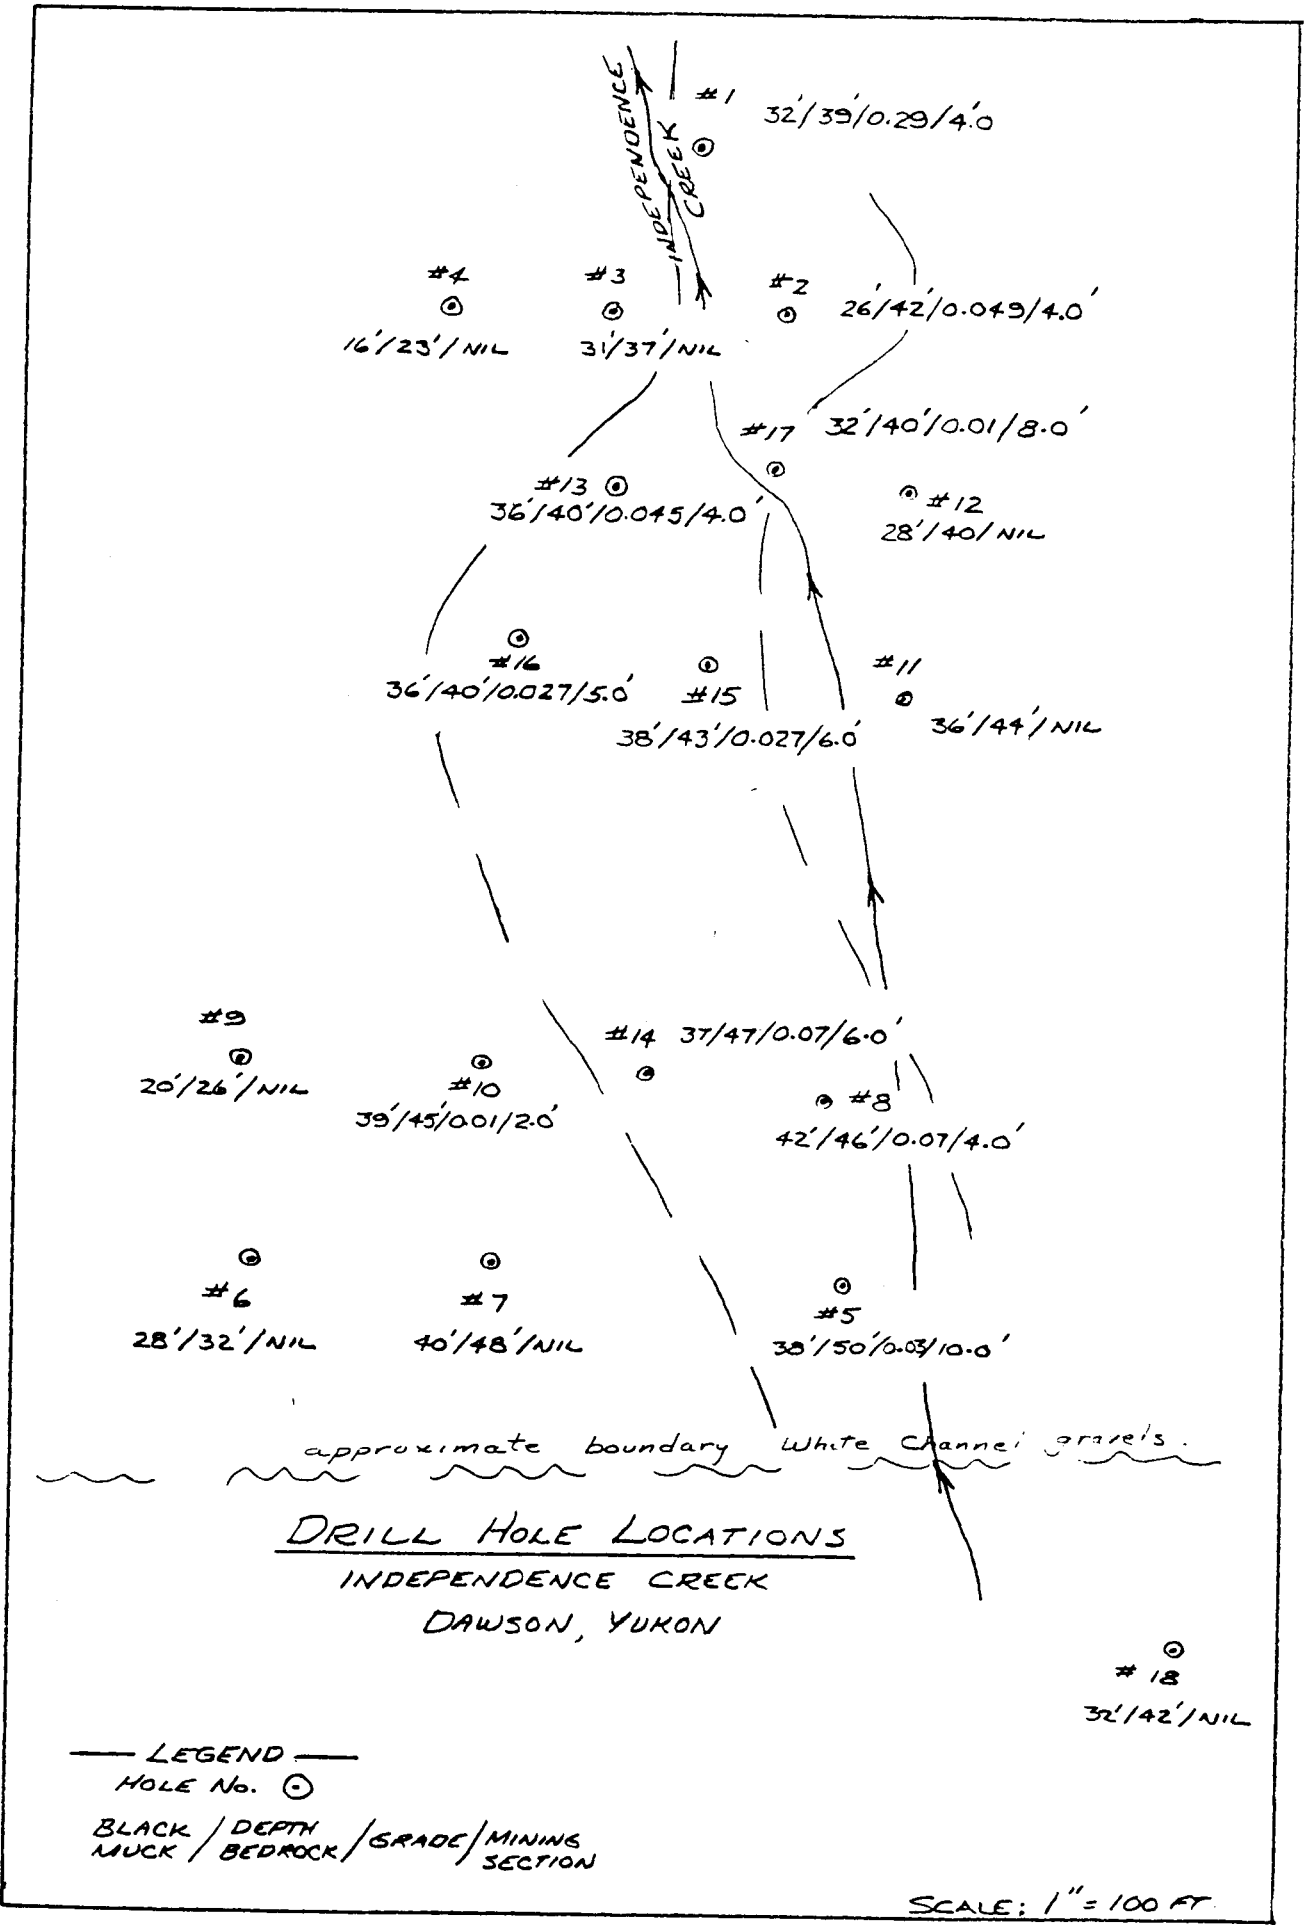 INDEPENDENCE
CREEK
#1 32'/39'/0.29/4.0
#4
16'/23'/NIL
#3
31'/37'/NIL
#2 26'/42'/0.049/4.0'
#17 32'/40'/0.01/8.0'
#13
36'/40'/0.045/4.0'
#12
28'/40/NIL
#16
36'/40'/0.027/5.0'
#15
38'/43'/0.027/6.0'
#11
36'/44'/NIL
#9
20'/26'/NIL
#10
39'/45'/0.01/2.0'
#14 37/47/0.07/6.0'
#8
42'/46'/0.07/4.0'
#6
28'/32'/NIL
#7
40'/48'/NIL
#5
38'/50'/0.03/10.0'
approximate boundary White Channel gravels.
DRILL HOLE LOCATIONS
INDEPENDENCE CREEK
DAWSON, YUKON
#18
32'/42'/NIL
LEGEND
HOLE No.
BLACK / DEPTH / GRADE / MINING
MUCK / BEDROCK SECTION
SCALE: 1" = 100 FT